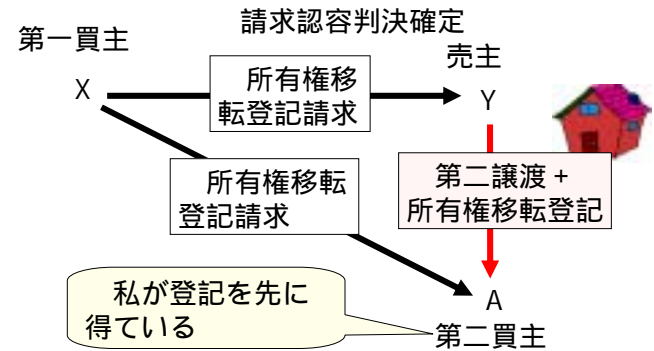 請求認容判決確定
第一買主
売主
X
Y
所有権移
転登記請求
所有権移転
登記請求
第二譲渡+
所有権移転登記
私が登記を先に
得ている
A
第二買主